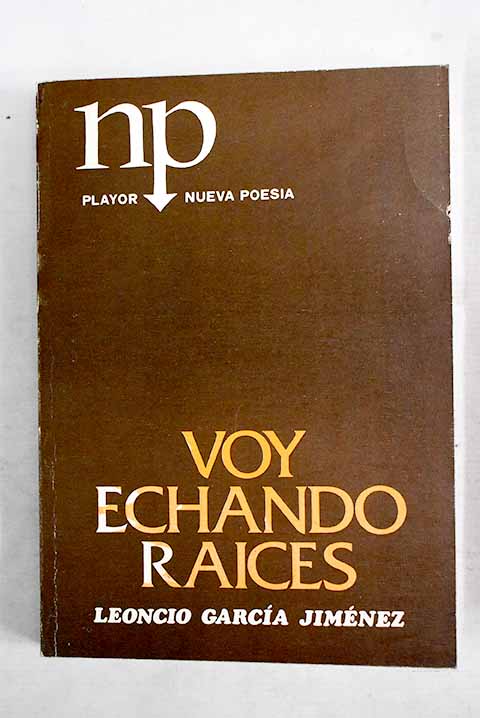 np
PLAYOR NUEVA POESIA
VOY
ECHANDO
RAICES
LEONCIO GARCÍA JIMÉNEZ